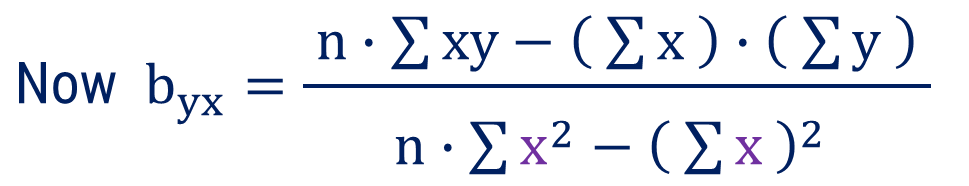 Now b_yx = (n · ∑ xy − ( ∑ x ) · ( ∑ y )) / (n · ∑ x² − ( ∑ x )²)